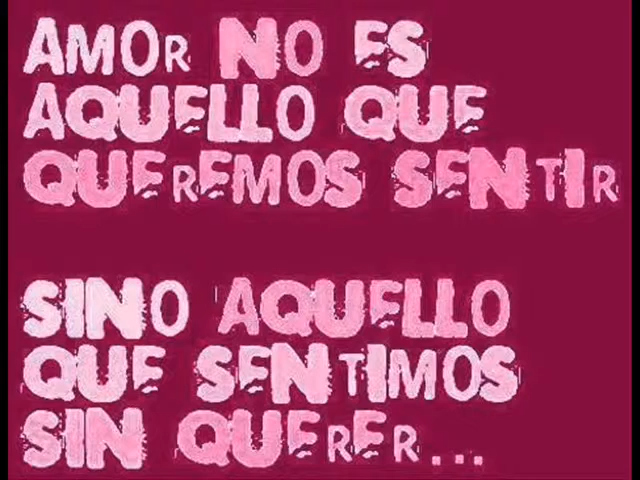 AMOR NO ES
AQUELLO QUE
QUEREMOS SENTIR
SINO AQUELLO
QUE SENTIMOS
SIN QUERER...